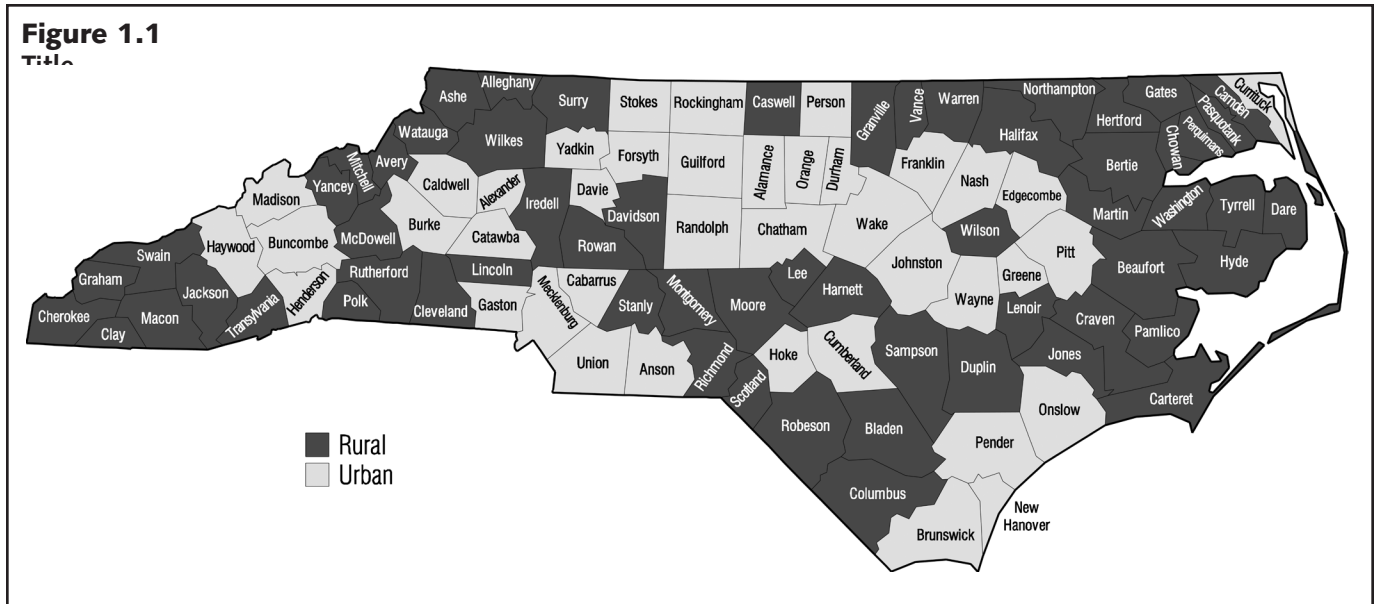 Figure 1.1
Title
Alleghany
Ashe
Surry
Stokes
Rockingham
Caswell
Person
Granville
Vance
Warren
Northampton
Gates
Currituck
Camden
Pasquotank
Perquimans
Chowan
Hertford
Halifax
Bertie
Watauga
Wilkes
Yadkin
Forsyth
Guilford
Alamance
Orange
Durham
Franklin
Nash
Edgecombe
Martin
Washington
Tyrrell
Dare
Mitchell
Avery
Yancey
Caldwell
Alexander
Iredell
Davie
Davidson
Randolph
Chatham
Wake
Wilson
Madison
Burke
Catawba
Rowan
McDowell
Buncombe
Haywood
Swain
Graham
Jackson
Rutherford
Lincoln
Henderson
Transylvania
Polk
Cleveland
Gaston
Mecklenburg
Cabarrus
Stanly
Montgomery
Moore
Lee
Harnett
Johnston
Wayne
Greene
Pitt
Beaufort
Hyde
Cherokee
Clay
Macon
Lenoir
Craven
Pamlico
Jones
Carteret
Union
Anson
Richmond
Scotland
Hoke
Cumberland
Sampson
Duplin
Onslow
Robeson
Bladen
Pender
Columbus
Brunswick
New
Hanover
Rural
Urban